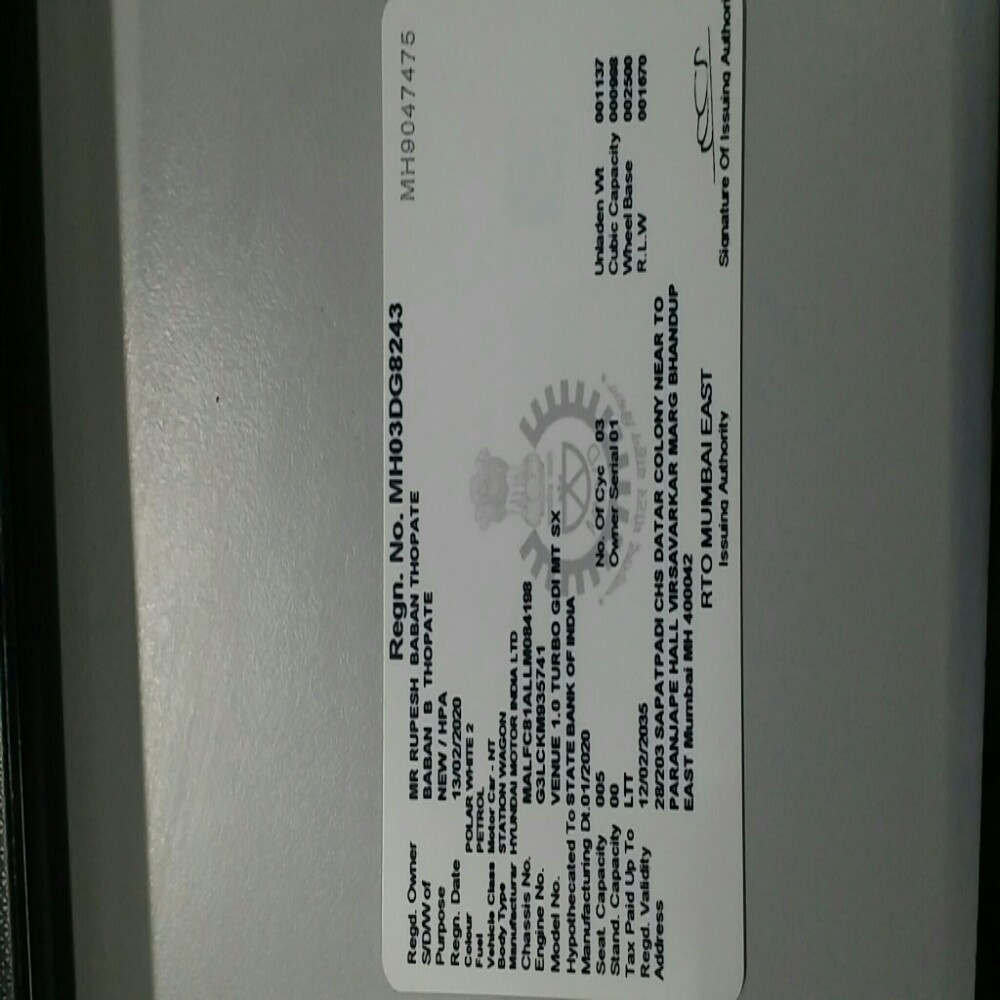 MH9047475
Regn. No. MH03DG8243
Regd. Owner MR RUPESH BABAN THOPATE
S/D/W of BABAN B THOPATE
Purpose NEW / HPA
Regn. Date 13/02/2020
Colour POLAR WHITE 2
Fuel PETROL
Vehicle Class Motor Car - NT
Body Type STATION WAGON
Manufacturer HYUNDAI MOTOR INDIA LTD
Chassis No. MALFC81ALLM084198
Engine No. G3LCKM935741
Model No. VENUE 1.0 TURBO GDI MT SX
Hypothecated To STATE BANK OF INDIA
Manufacturing Dt. 01/2020
Seat Capacity 005 No. Of Cyc 03 Unladen Wt 001137
Stand. Capacity 00 Owner Serial 01 Cubic Capacity 000998
Tax Paid Up To LTT Wheel Base 002500
Regd. Validity 12/02/2035 R.L.W 001670
Address 28/203 SAPATPADI CHS DATAR COLONY NEAR TO
PARANJAPE HALL VIRSAVARKAR MARG BHANDUP
EAST Mumbai MH 400042
RTO MUMBAI EAST
Issuing Authority Signature Of Issuing Authori